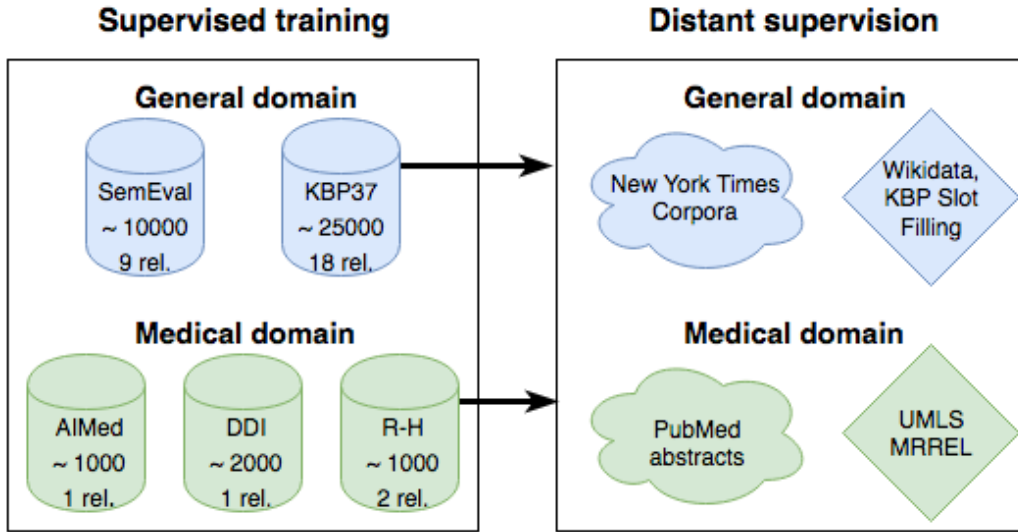 Supervised training
General domain
SemEval
~ 10000
9 rel.
KBP37
~ 25000
18 rel.
Medical domain
AIMed
~ 1000
1 rel.
DDI
~ 2000
1 rel.
R-H
~ 1000
2 rel.
Distant supervision
General domain
New York Times
Corpora
Wikidata,
KBP Slot
Filling
Medical domain
PubMed
abstracts
UMLS
MRREL